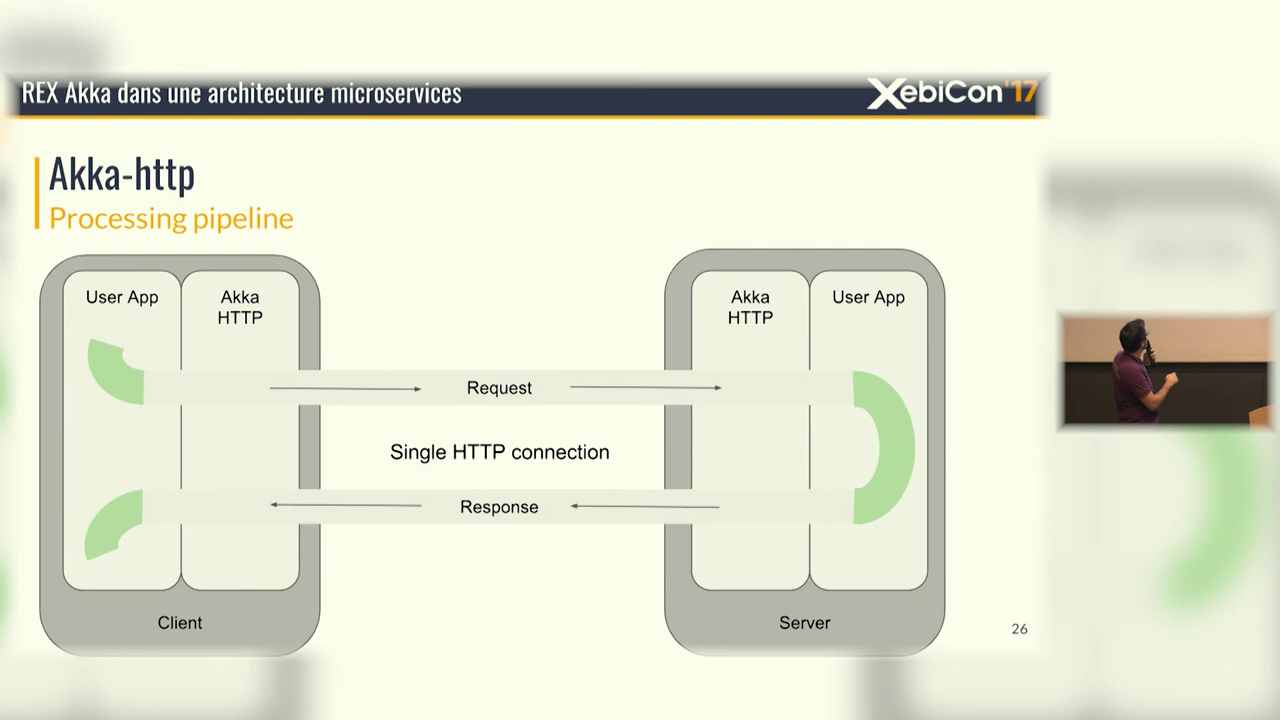 REX Akka dans une architecture microservices
XebiCon'17
Akka-http
Processing pipeline
User App
Akka
HTTP
Akka
HTTP
User App
Request
Single HTTP connection
Response
Client
Server
26